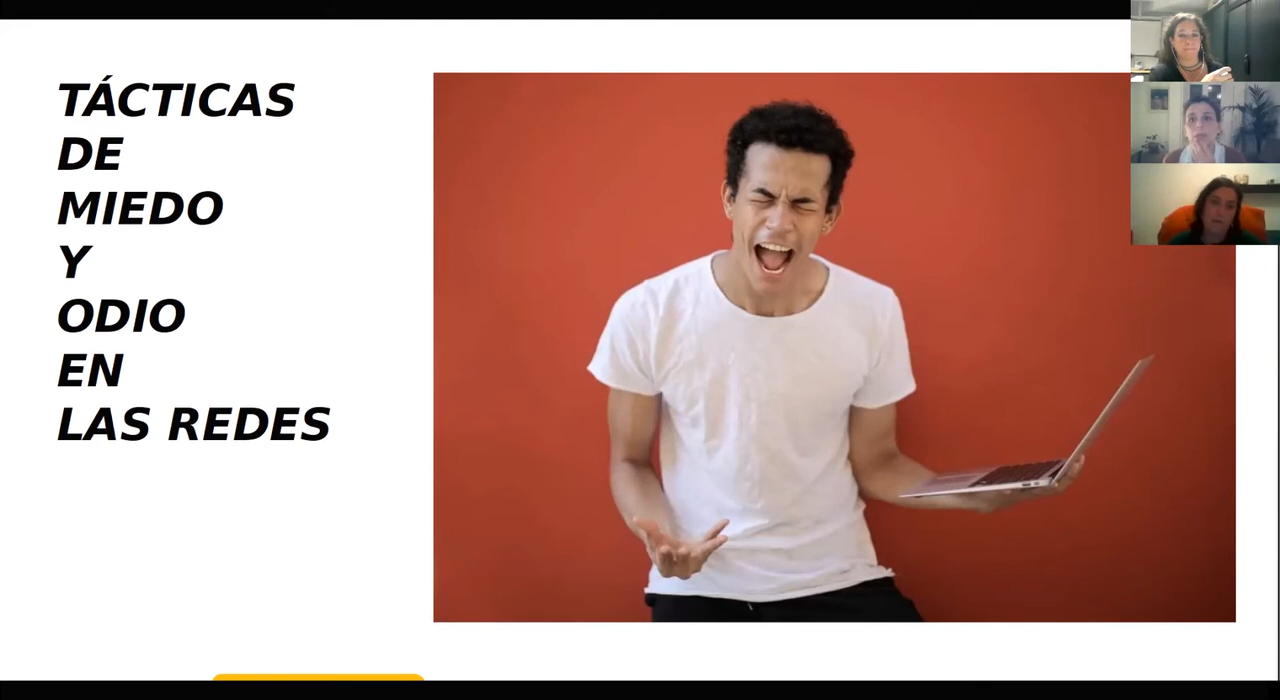 TÁCTICAS
DE
MIEDO
Y
ODIO
EN
LAS REDES